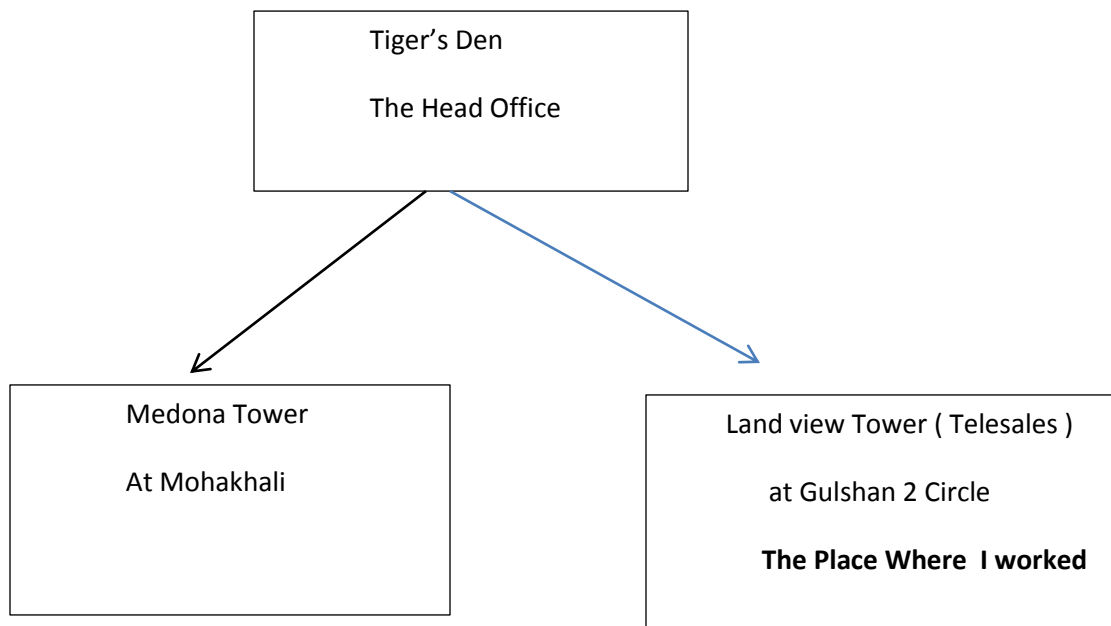 Tiger’s Den
The Head Office
Medona Tower
At Mohakhali
Land view Tower ( Telesales )
at Gulshan 2 Circle
The Place Where  I worked